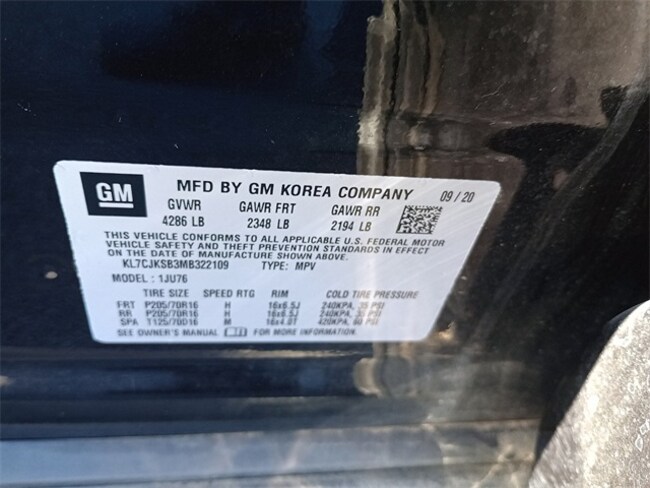 GM
MFD BY GM KOREA COMPANY 09/20
GVWR GAWR FRT GAWR RR
4286 LB 2348 LB 2194 LB
THIS VEHICLE CONFORMS TO ALL APPLICABLE U.S. FEDERAL MOTOR
VEHICLE SAFETY AND THEFT PREVENTION STANDARDS IN EFFECT
ON THE DATE OF MANUFACTURE SHOWN ABOVE.
KL7CJKSB3MB322109 TYPE: MPV
MODEL: 1JU76
TIRE SIZE SPEED RTG RIM COLD TIRE PRESSURE
FRT P205/70R16 H 16x6.5J 240KPA, 35 PSI
RR P205/70R16 H 16x6.5J 240KPA, 35 PSI
SPA T125/70D16 M 16x4.0T 420KPA, 60 PSI
SEE OWNER'S MANUAL FOR MORE INFORMATION.